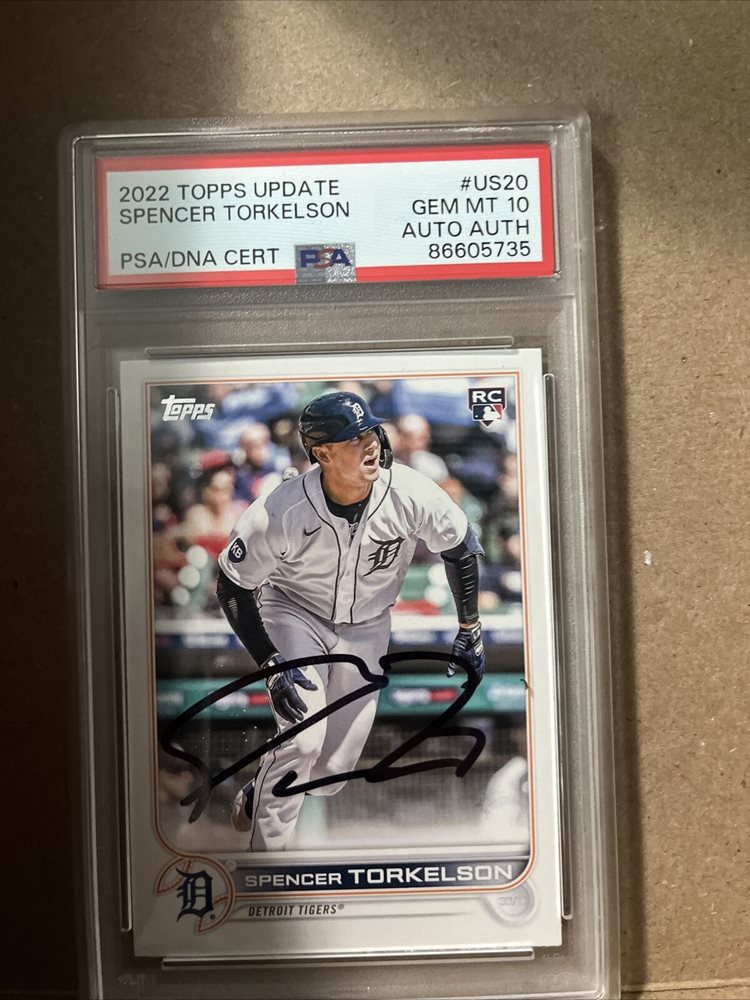 2022 TOPPS UPDATE #US20
SPENCER TORKELSON GEM MT 10
AUTO AUTH
PSA/DNA CERT PSA 86605735
Topps RC
D
KB
D
SPENCER TORKELSON
D
DETROIT TIGERS®